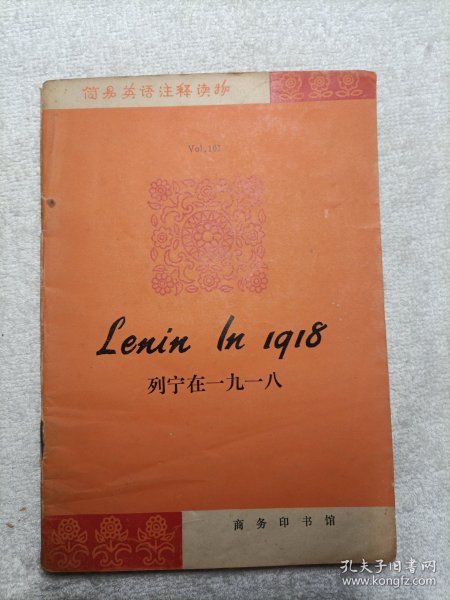 简易英语注释读物
Vol.101
Lenin In 1918
列宁在一九一八
商务印书馆
孔夫子旧书网
www.kongfz.com